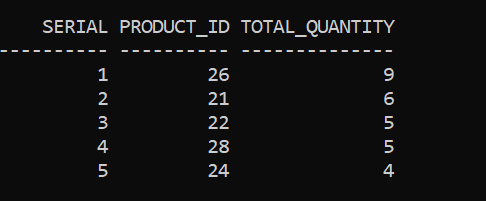 SERIAL PRODUCT_ID TOTAL_QUANTITY
---------- ---------- --------------
1 26 9
2 21 6
3 22 5
4 28 5
5 24 4